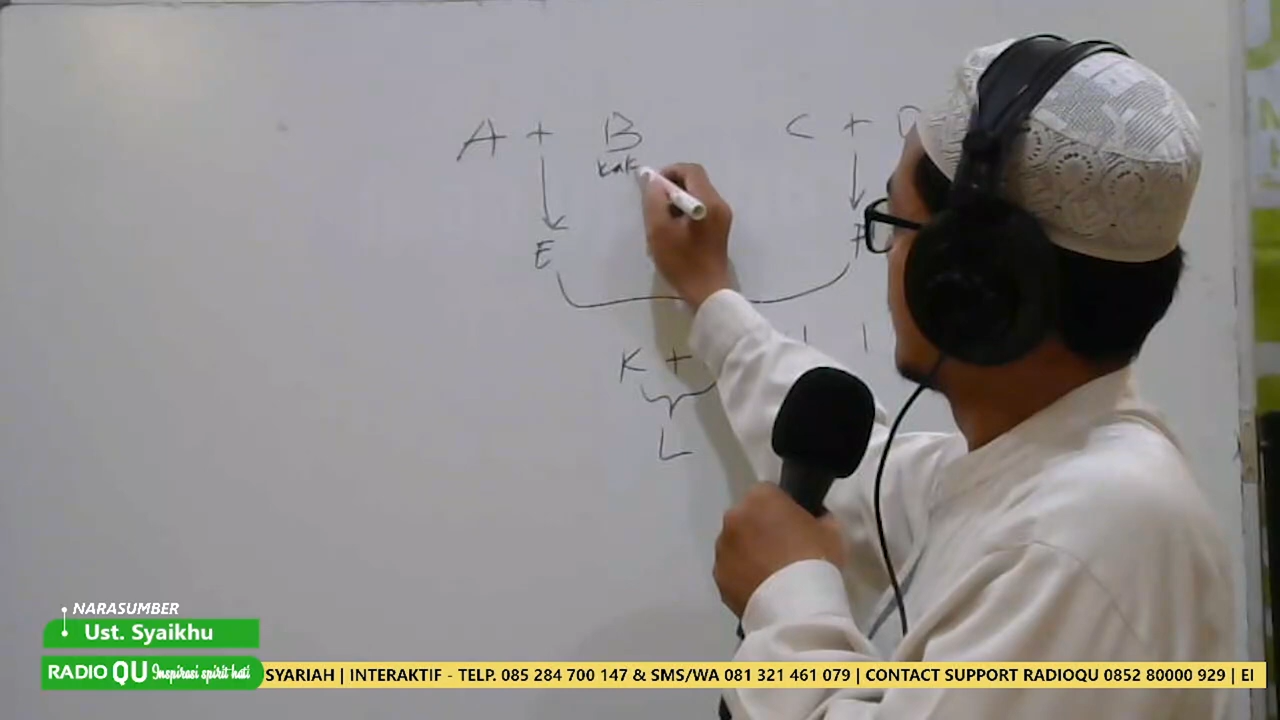 A + B C +
kak
E
K +
L
NARASUMBER
Ust. Syaikhu
RADIO QU Inspirasi spirit hati SYARIAH | INTERAKTIF - TELP. 085 284 700 147 & SMS/WA 081 321 461 079 | CONTACT SUPPORT RADIOQU 0852 80000 929 | EI